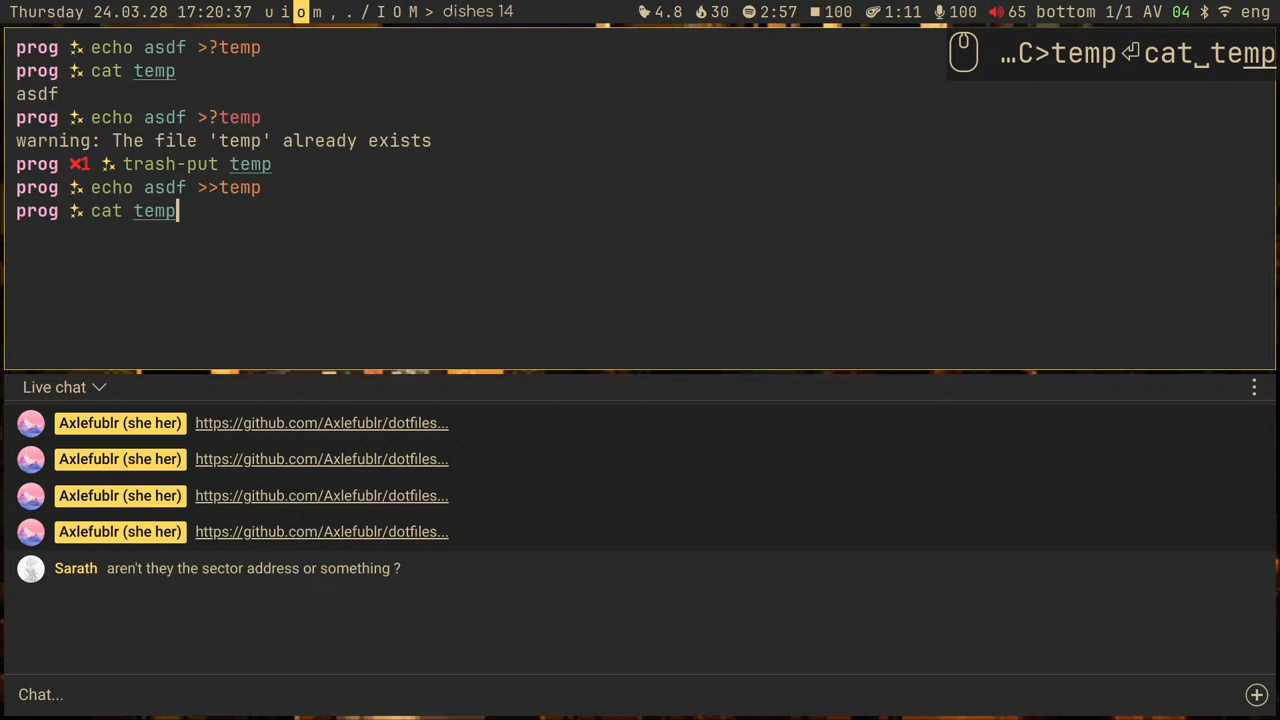 Thursday 24.03.28 17:20:37 u i o m , . / I O M > dishes 14 4.8 30 2:57 100 1:11 100 65 bottom 1/1 AV 04 eng
prog ✨ echo asdf >?temp
…C>temp⏎cat␣temp
prog ✨ cat temp
asdf
prog ✨ echo asdf >?temp
warning: The file 'temp' already exists
prog ❌1 ✨ trash-put temp
prog ✨ echo asdf >>temp
prog ✨ cat temp
Live chat
Axlefublr (she her) https://github.com/Axlefublr/dotfiles...
Axlefublr (she her) https://github.com/Axlefublr/dotfiles...
Axlefublr (she her) https://github.com/Axlefublr/dotfiles...
Axlefublr (she her) https://github.com/Axlefublr/dotfiles...
Sarath aren't they the sector address or something ?
Chat...